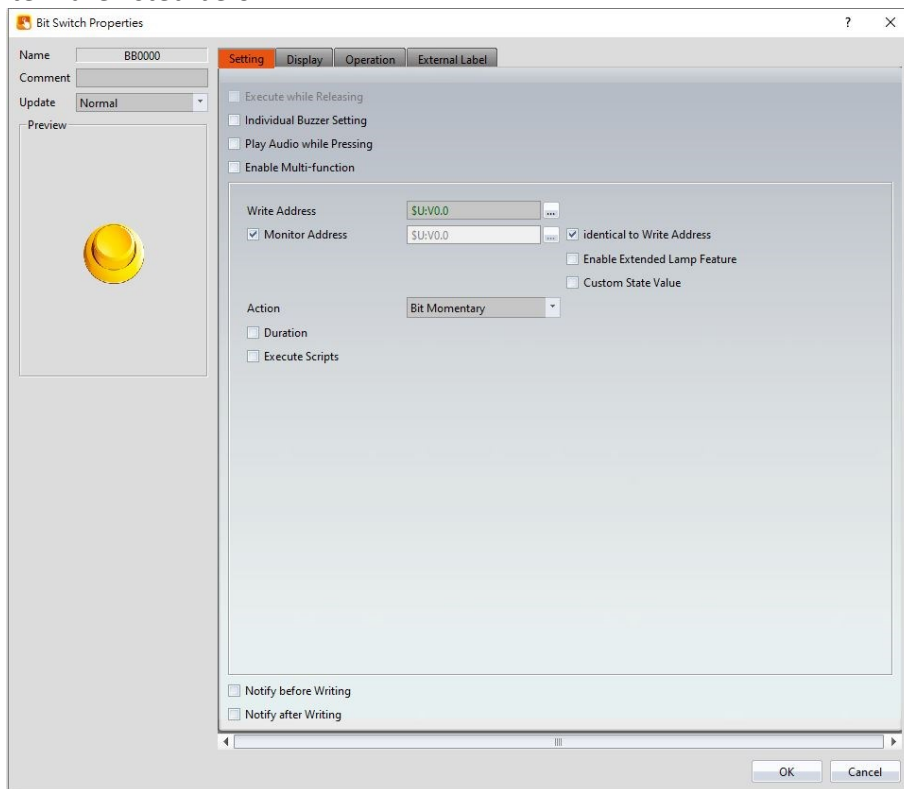 Bit Switch Properties
? ×
Name BB0000
Comment
Update Normal
Preview
Setting Display Operation External Label
Execute while Releasing
Individual Buzzer Setting
Play Audio while Pressing
Enable Multi-function
Write Address $U:V0.0 ...
Monitor Address $U:V0.0 ... identical to Write Address
Enable Extended Lamp Feature
Custom State Value
Action Bit Momentary
Duration
Execute Scripts
Notify before Writing
Notify after Writing
OK Cancel